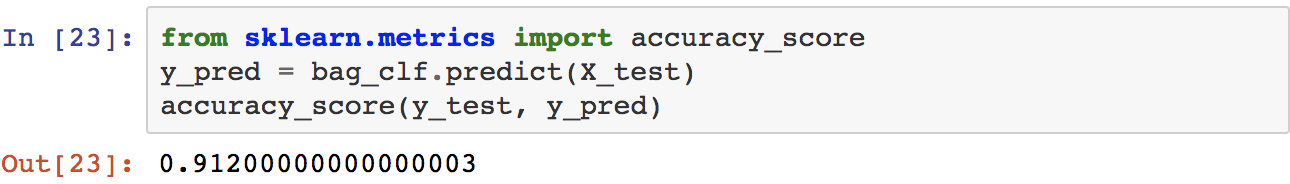 In [23]: from sklearn.metrics import accuracy_score
y_pred = bag_clf.predict(X_test)
accuracy_score(y_test, y_pred)
Out[23]: 0.91200000000000003